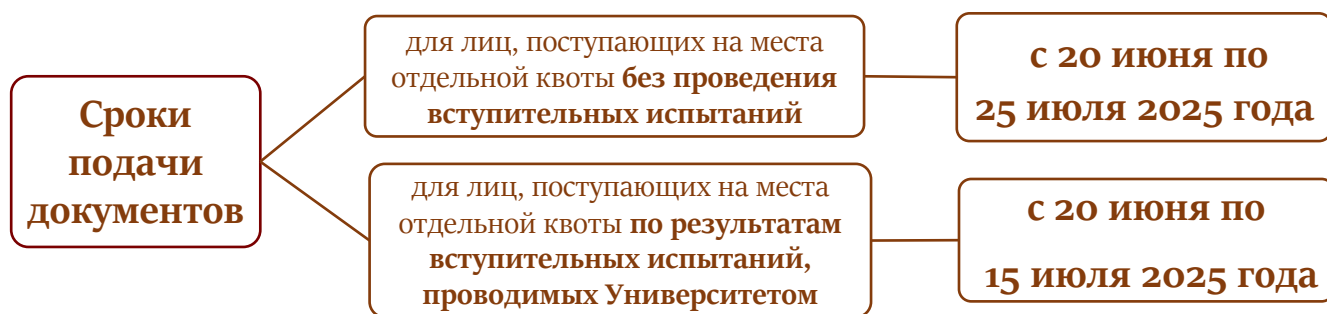 Сроки
подачи
документов
для лиц, поступающих на места
отдельной квоты без проведения
вступительных испытаний
с 20 июня по
25 июля 2025 года
для лиц, поступающих на места
отдельной квоты по результатам
вступительных испытаний,
проводимых Университетом
с 20 июня по
15 июля 2025 года